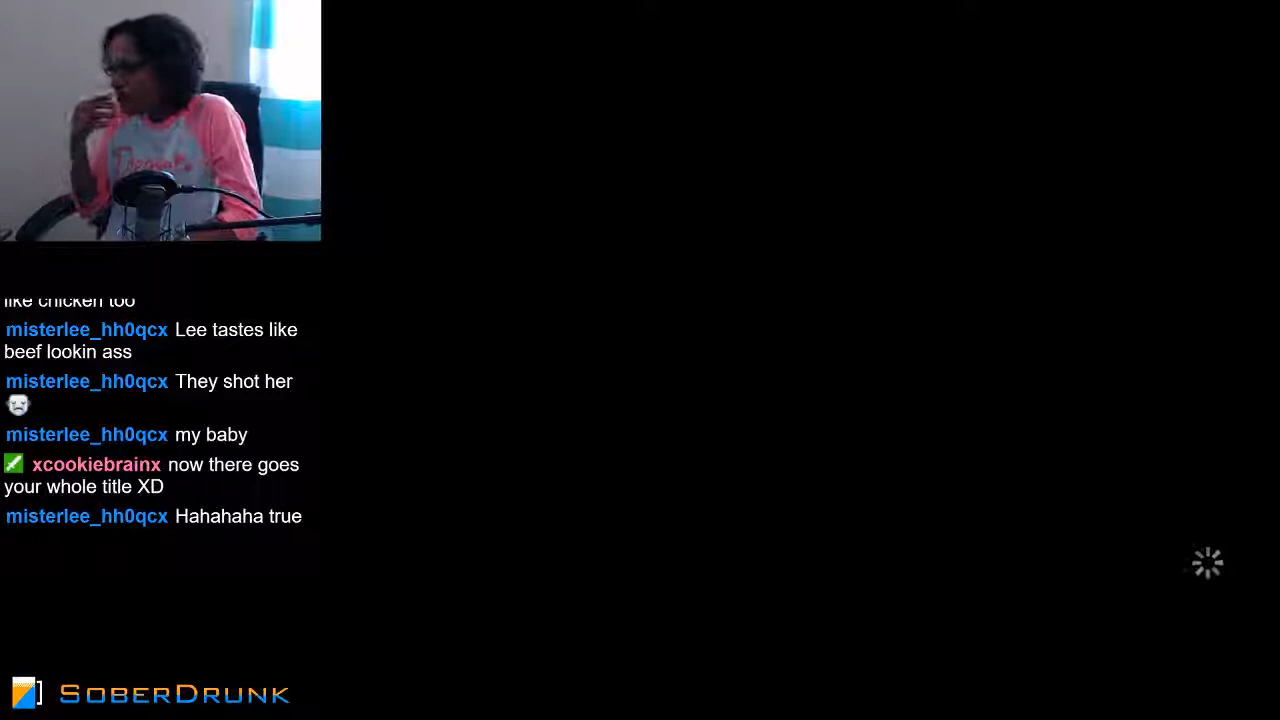 like chicken too
misterlee_hh0qcx Lee tastes like
beef lookin ass
misterlee_hh0qcx They shot her
misterlee_hh0qcx my baby
xcookiebrainx now there goes
your whole title XD
misterlee_hh0qcx Hahahaha true
SoberDrunk